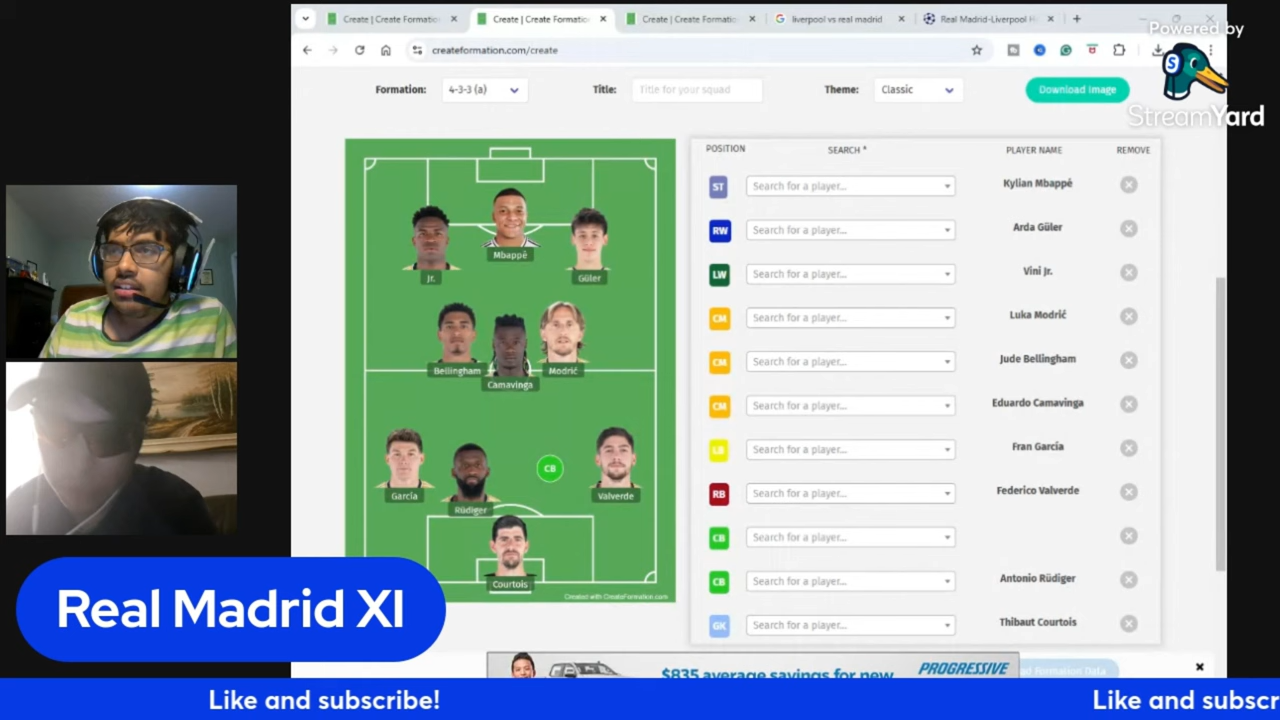 Create | Create Formatio
Create | Create Formatio
Create | Create Formatio
liverpool vs real madrid
Real Madrid-Liverpool H
createformation.com/create
Powered by
StreamYard
Formation:
4-3-3 (a)
Title:
Title for your squad
Theme:
Classic
Download Image
POSITION
SEARCH *
PLAYER NAME
REMOVE
ST
Search for a player...
Kylian Mbappé
RW
Search for a player...
Arda Güler
LW
Search for a player...
Vini Jr.
CM
Search for a player...
Luka Modrić
CM
Search for a player...
Jude Bellingham
CM
Search for a player...
Eduardo Camavinga
LB
Search for a player...
Fran García
RB
Search for a player...
Federico Valverde
CB
Search for a player...
CB
Search for a player...
Antonio Rüdiger
GK
Search for a player...
Thibaut Courtois
Mbappé
Jr.
Güler
Bellingham
Camavinga
Modrić
García
Rüdiger
CB
Valverde
Courtois
Created with CreateFormation.com
$835 average savings for new
PROGRESSIVE
ad Formation Data
Real Madrid XI
Like and subscribe!
Like and subscr